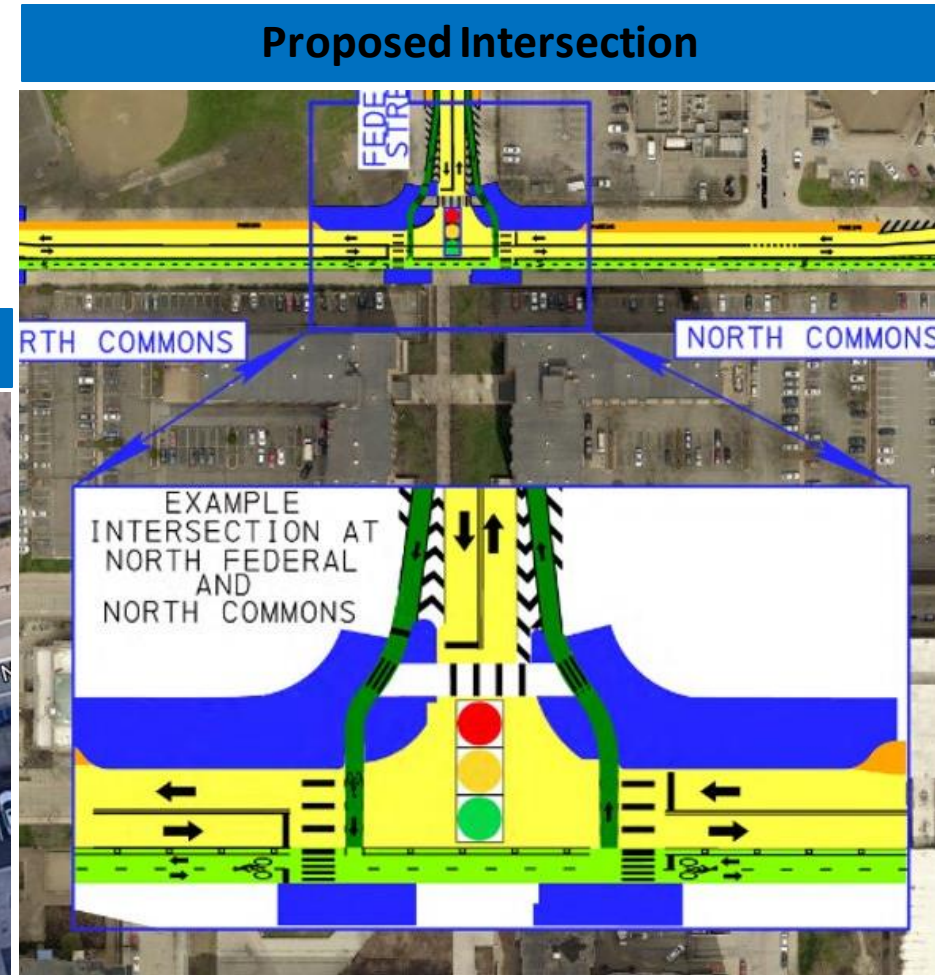 Proposed Intersection
FEDE
STRE
RTH COMMONS
NORTH COMMONS
EXAMPLE
INTERSECTION AT
NORTH FEDERAL
AND
NORTH COMMONS